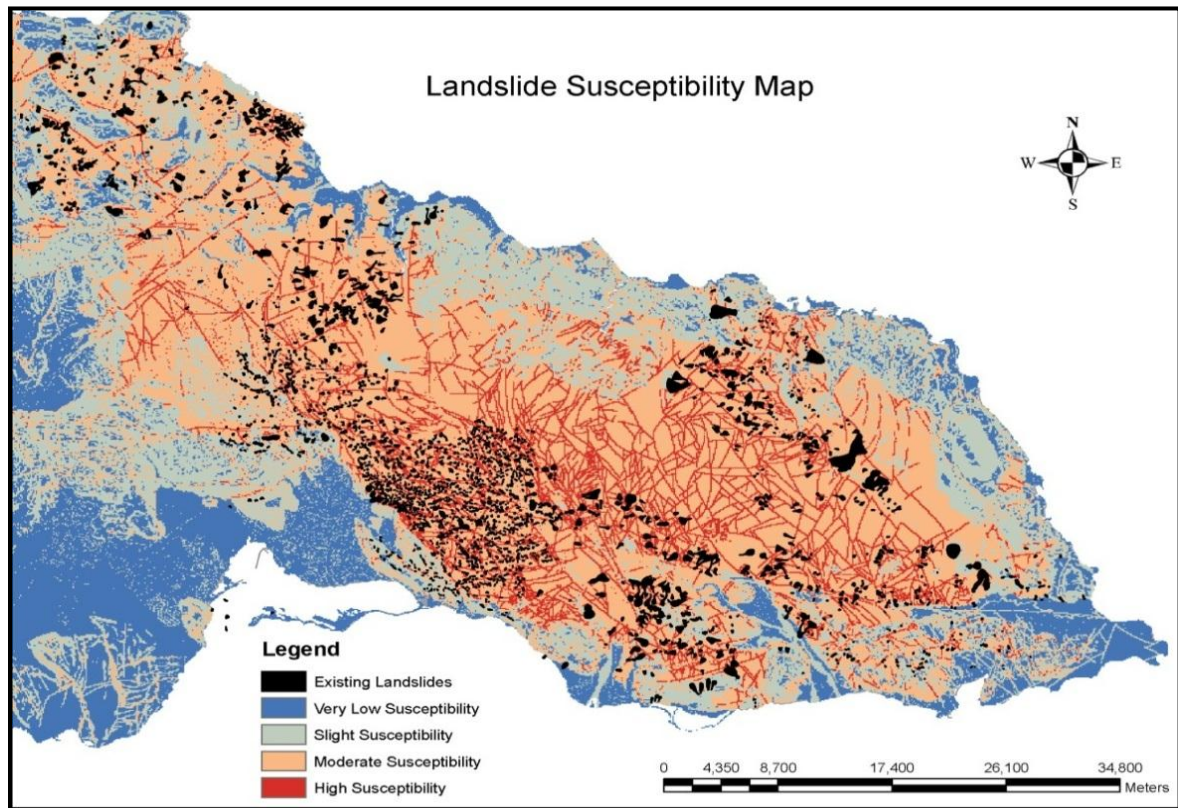 Landslide Susceptibility Map
N
W E
S
Legend
Existing Landslides
Very Low Susceptibility
Slight Susceptibility
Moderate Susceptibility
High Susceptibility
0 4,350 8,700 17,400 26,100 34,800
Meters